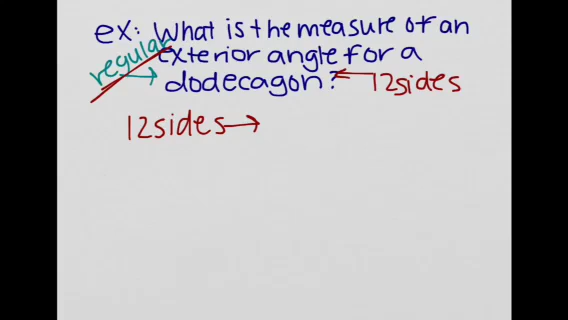 ex: What is the measure of an
regular exterior angle for a
dodecagon? 12sides
12sides